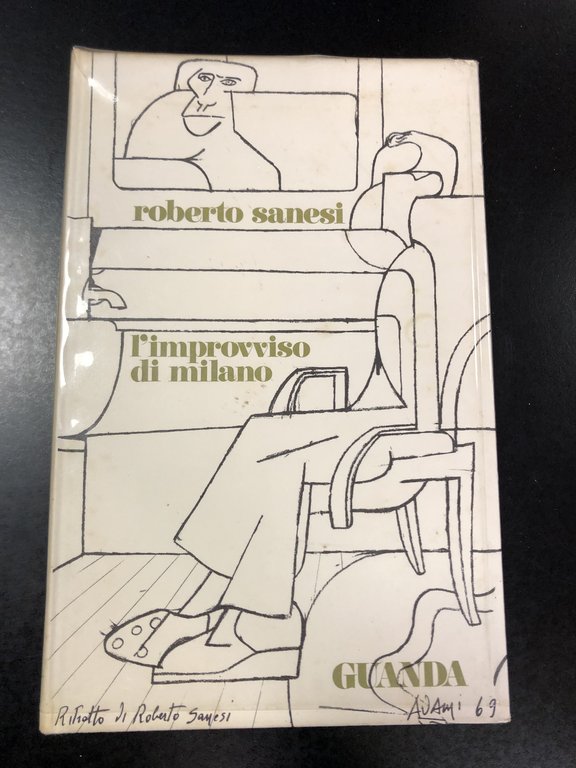 roberto sanesi
l'improvviso
di milano
GUANDA
Ritratto di Roberto Sanesi
ADAMI 69